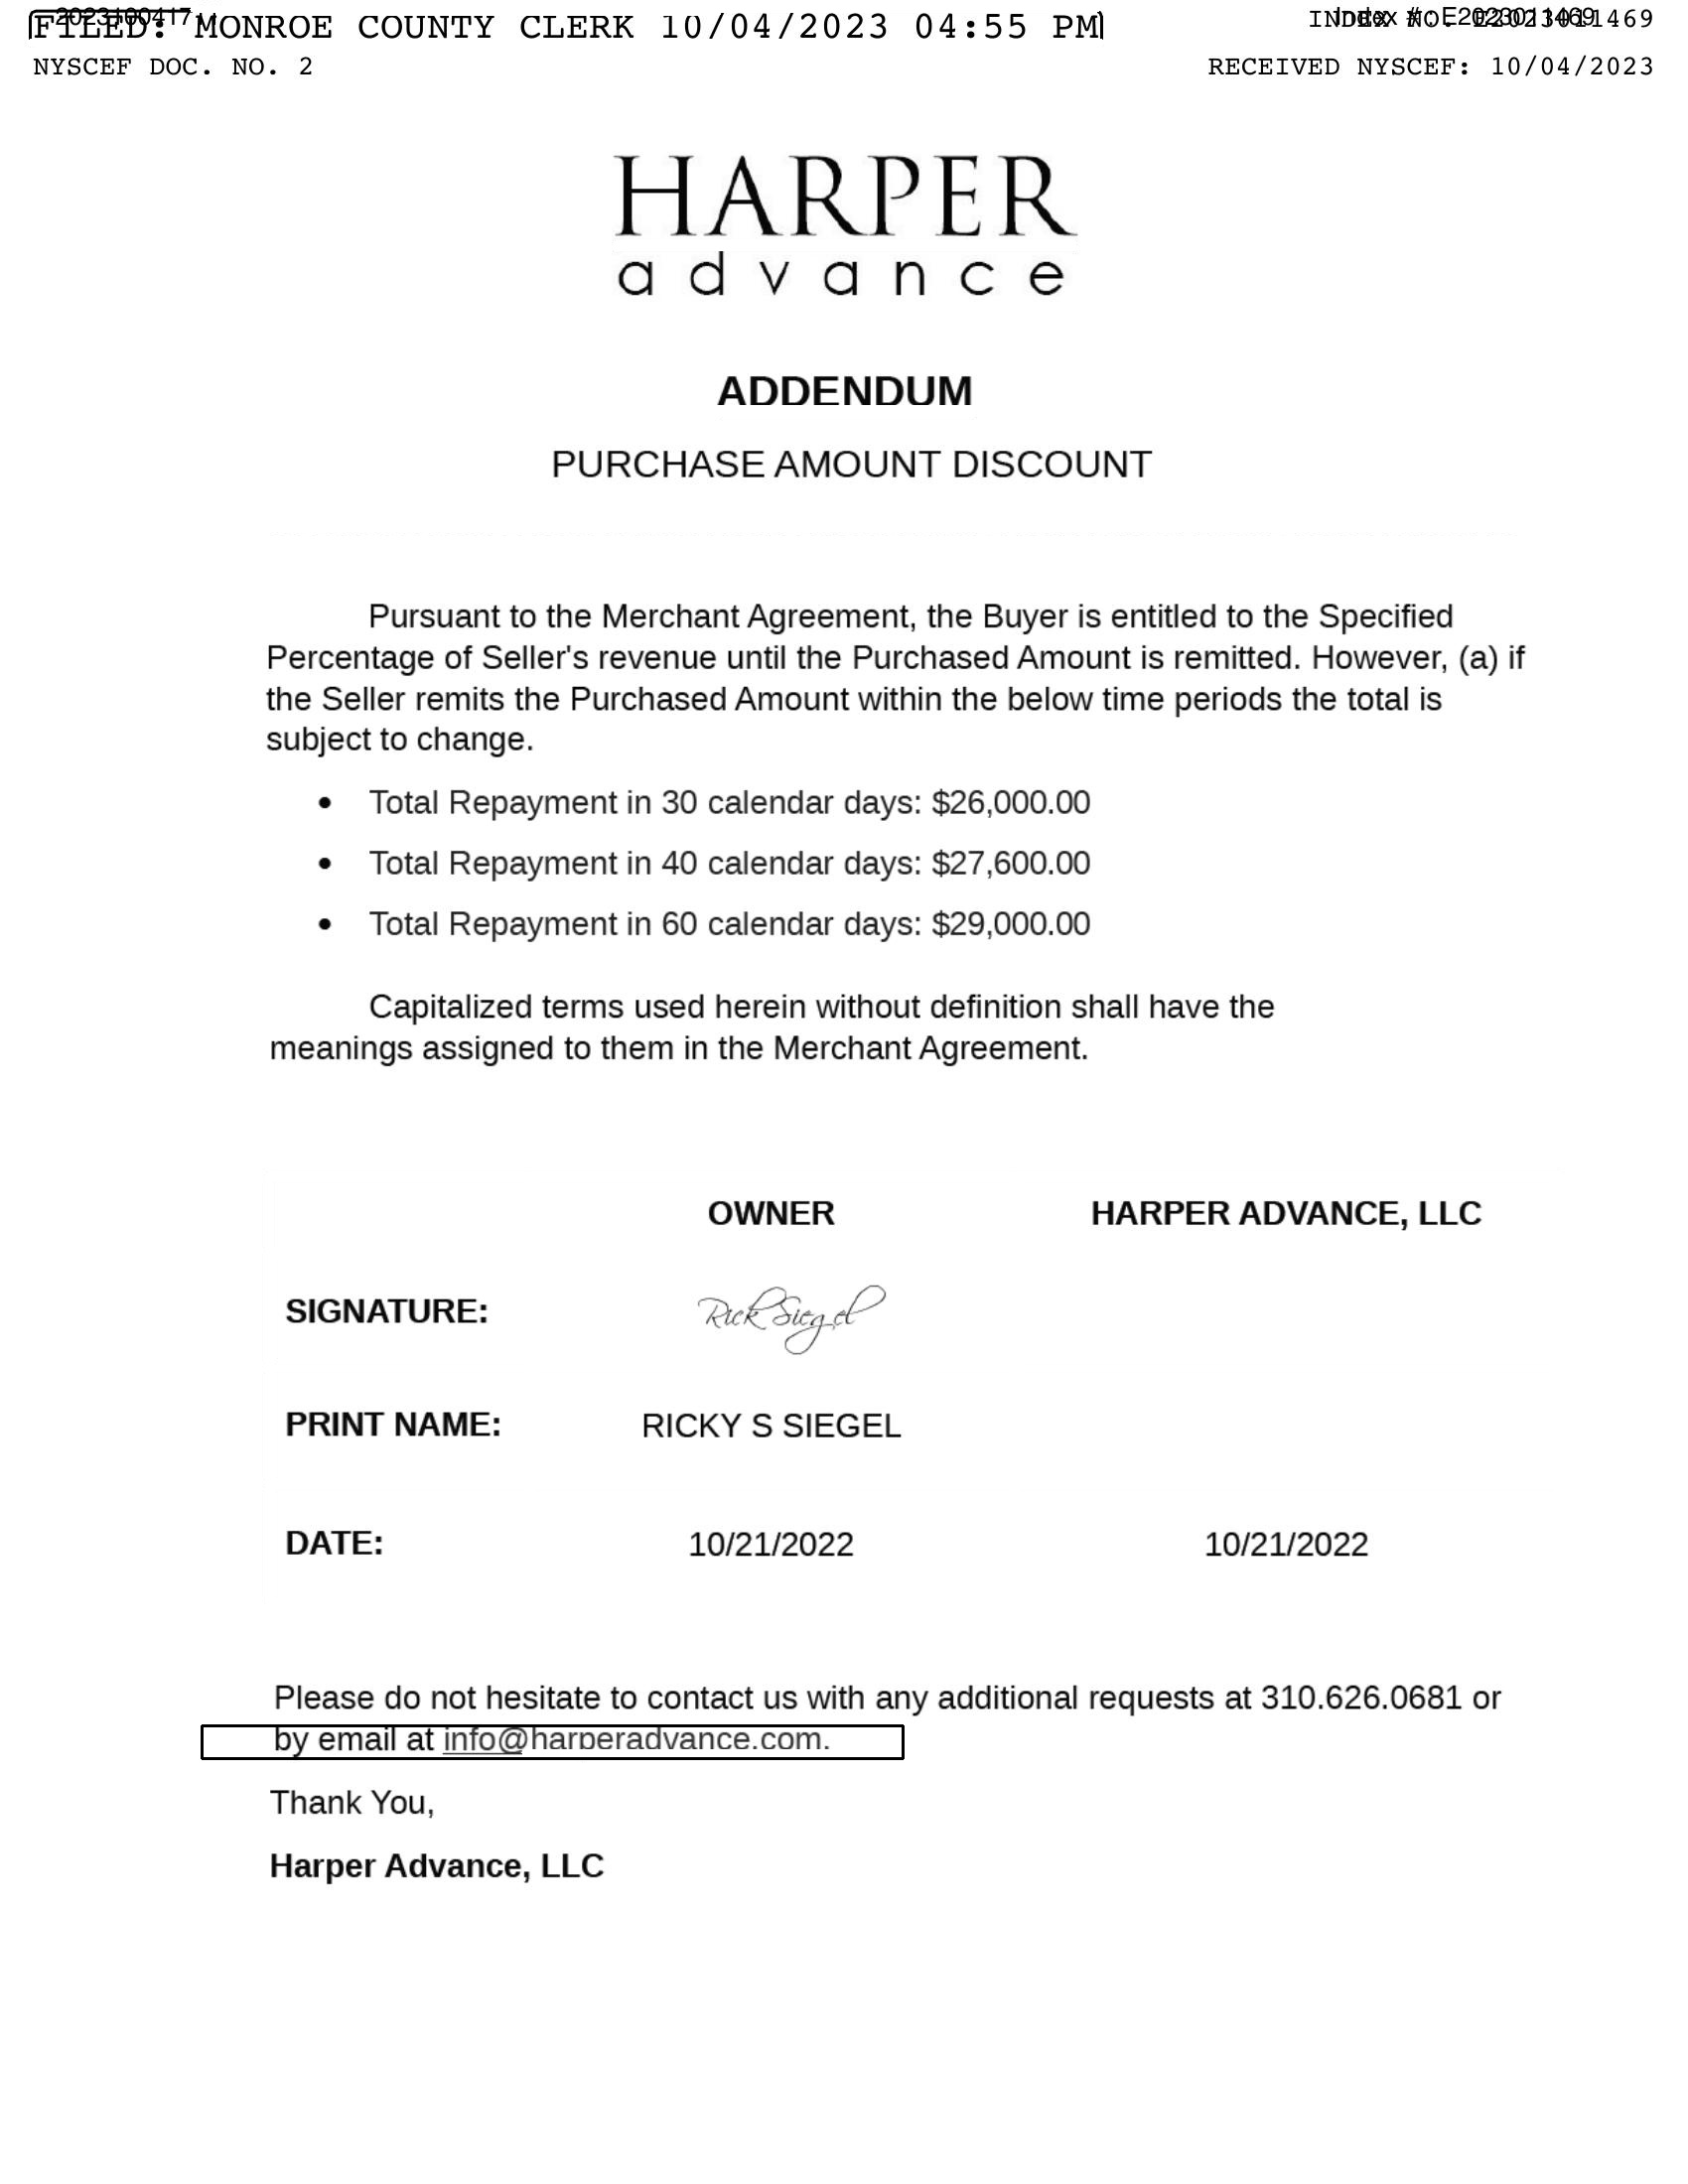 FILED: MONROE COUNTY CLERK 10/04/2023 04:55 PM
INDEX NO. E2023011469
NYSCEF DOC. NO. 2
RECEIVED NYSCEF: 10/04/2023
HARPER
advance
ADDENDUM
PURCHASE AMOUNT DISCOUNT
Pursuant to the Merchant Agreement, the Buyer is entitled to the Specified
Percentage of Seller's revenue until the Purchased Amount is remitted. However, (a) if
the Seller remits the Purchased Amount within the below time periods the total is
subject to change.
• Total Repayment in 30 calendar days: $26,000.00
• Total Repayment in 40 calendar days: $27,600.00
• Total Repayment in 60 calendar days: $29,000.00
Capitalized terms used herein without definition shall have the
meanings assigned to them in the Merchant Agreement.
OWNER HARPER ADVANCE, LLC
SIGNATURE: Rick Siegel
PRINT NAME: RICKY S SIEGEL
DATE: 10/21/2022 10/21/2022
Please do not hesitate to contact us with any additional requests at 310.626.0681 or
by email at info@harperadvance.com.
Thank You,
Harper Advance, LLC